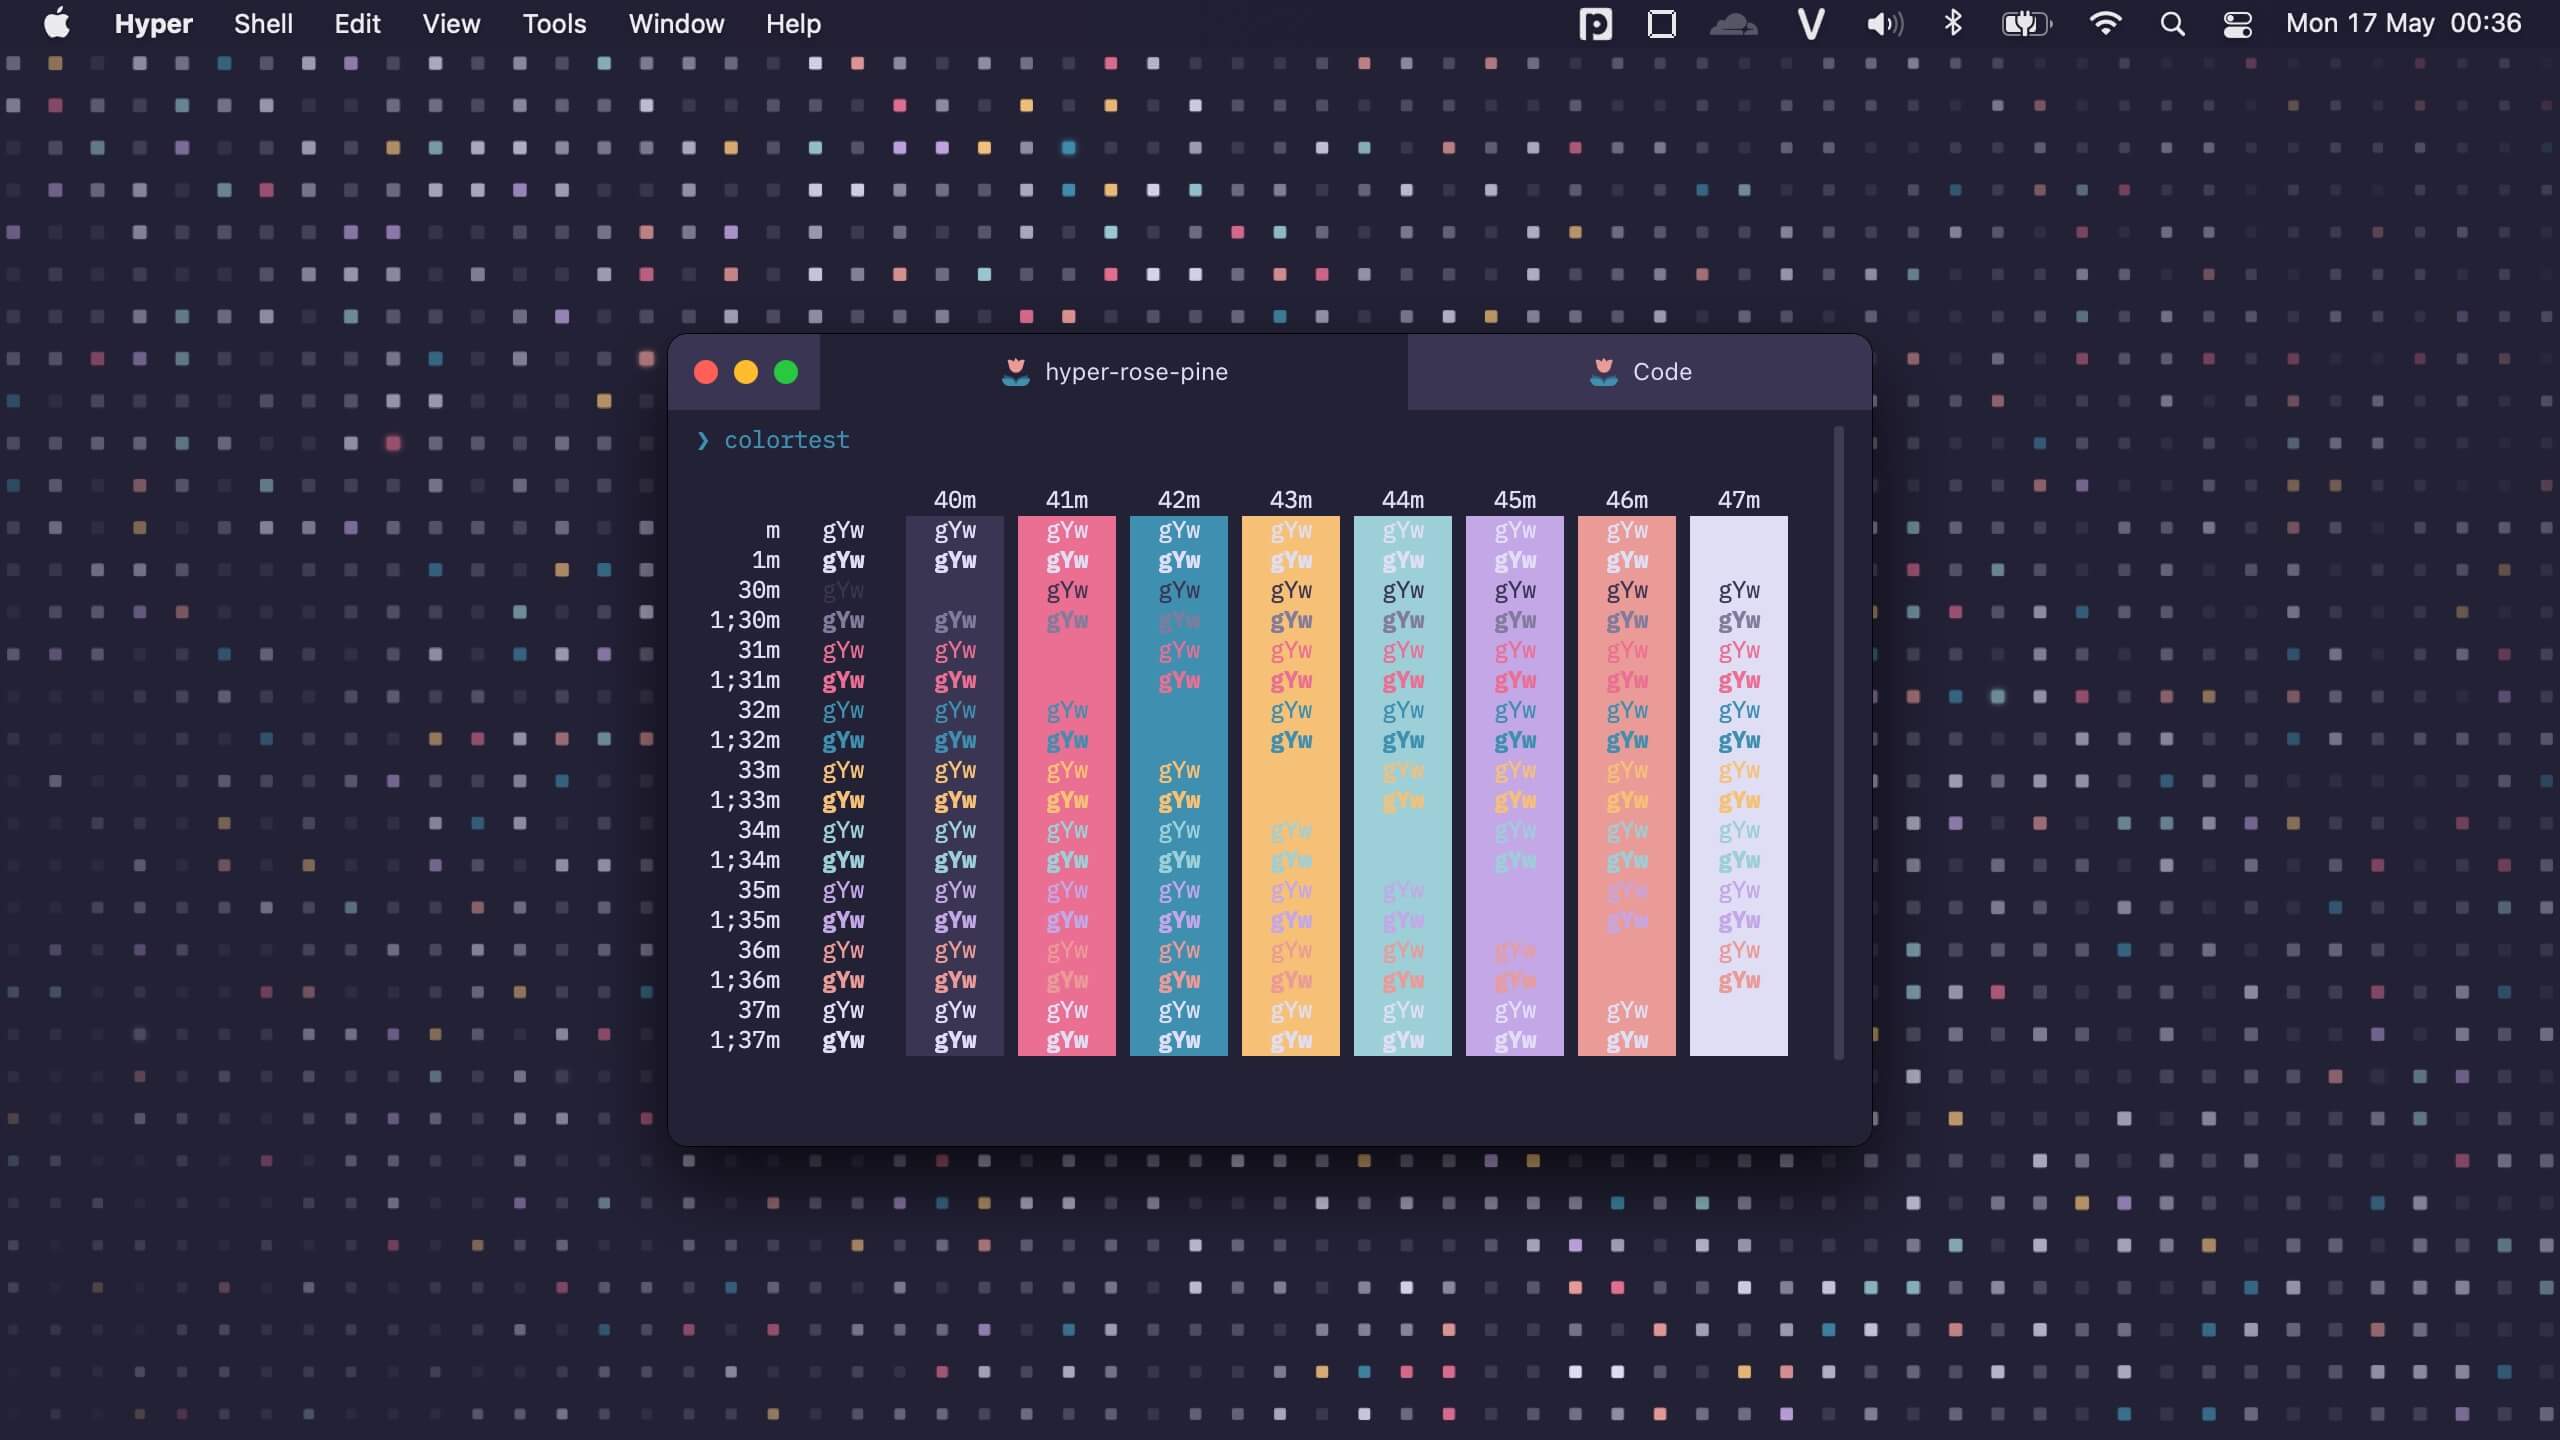 Hyper Shell Edit View Tools Window Help Mon 17 May 00:36
hyper-rose-pine Code
❯ colortest
40m 41m 42m 43m 44m 45m 46m 47m
m gYw gYw gYw gYw gYw gYw gYw gYw
1m gYw gYw gYw gYw gYw gYw gYw gYw
30m gYw gYw gYw gYw gYw gYw gYw gYw
1;30m gYw gYw gYw gYw gYw gYw gYw gYw gYw
31m gYw gYw gYw gYw gYw gYw gYw gYw
1;31m gYw gYw gYw gYw gYw gYw gYw gYw
32m gYw gYw gYw gYw gYw gYw gYw gYw
1;32m gYw gYw gYw gYw gYw gYw gYw gYw
33m gYw gYw gYw gYw gYw gYw gYw gYw
1;33m gYw gYw gYw gYw gYw gYw gYw gYw
34m gYw gYw gYw gYw gYw gYw gYw gYw
1;34m gYw gYw gYw gYw gYw gYw gYw gYw
35m gYw gYw gYw gYw gYw gYw gYw gYw
1;35m gYw gYw gYw gYw gYw gYw gYw gYw
36m gYw gYw gYw gYw gYw gYw gYw gYw
1;36m gYw gYw gYw gYw gYw gYw gYw gYw
37m gYw gYw gYw gYw gYw gYw gYw gYw
1;37m gYw gYw gYw gYw gYw gYw gYw gYw